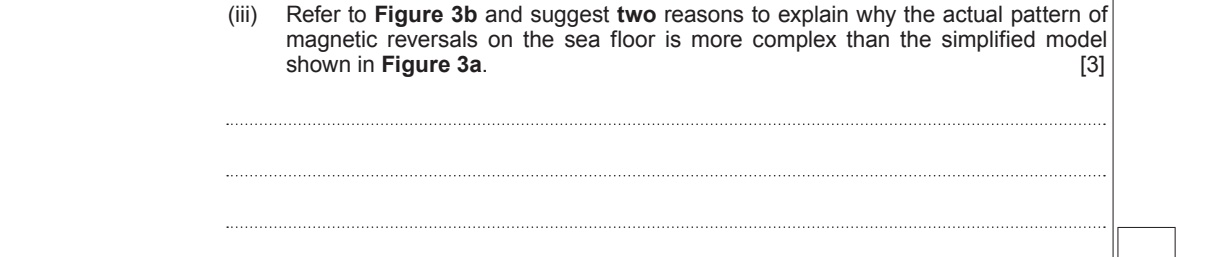 (iii) Refer to Figure 3b and suggest two reasons to explain why the actual pattern of
magnetic reversals on the sea floor is more complex than the simplified model
shown in Figure 3a. [3]